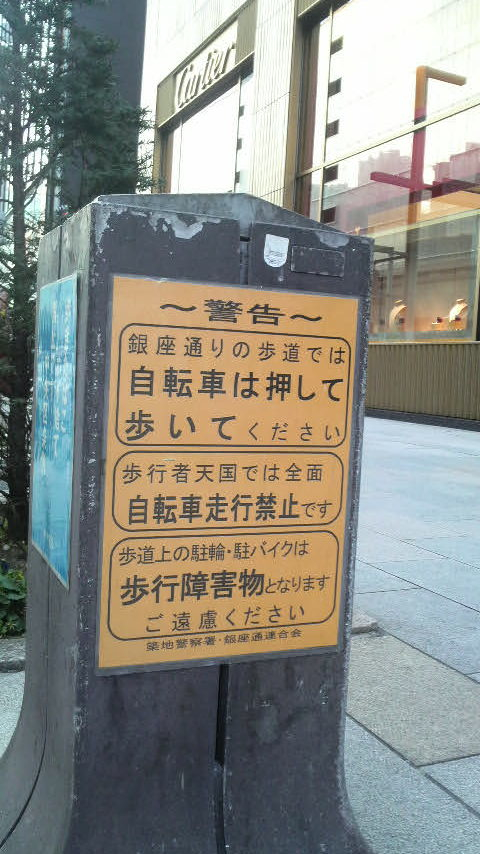 Cartier
〜警告〜
銀座通りの歩道では
自転車は押して
歩いてください
歩行者天国では全面
自転車走行禁止です
歩道上の駐輪・駐バイクは
歩行障害物となります
ご遠慮ください
築地警察署・銀座通連合会